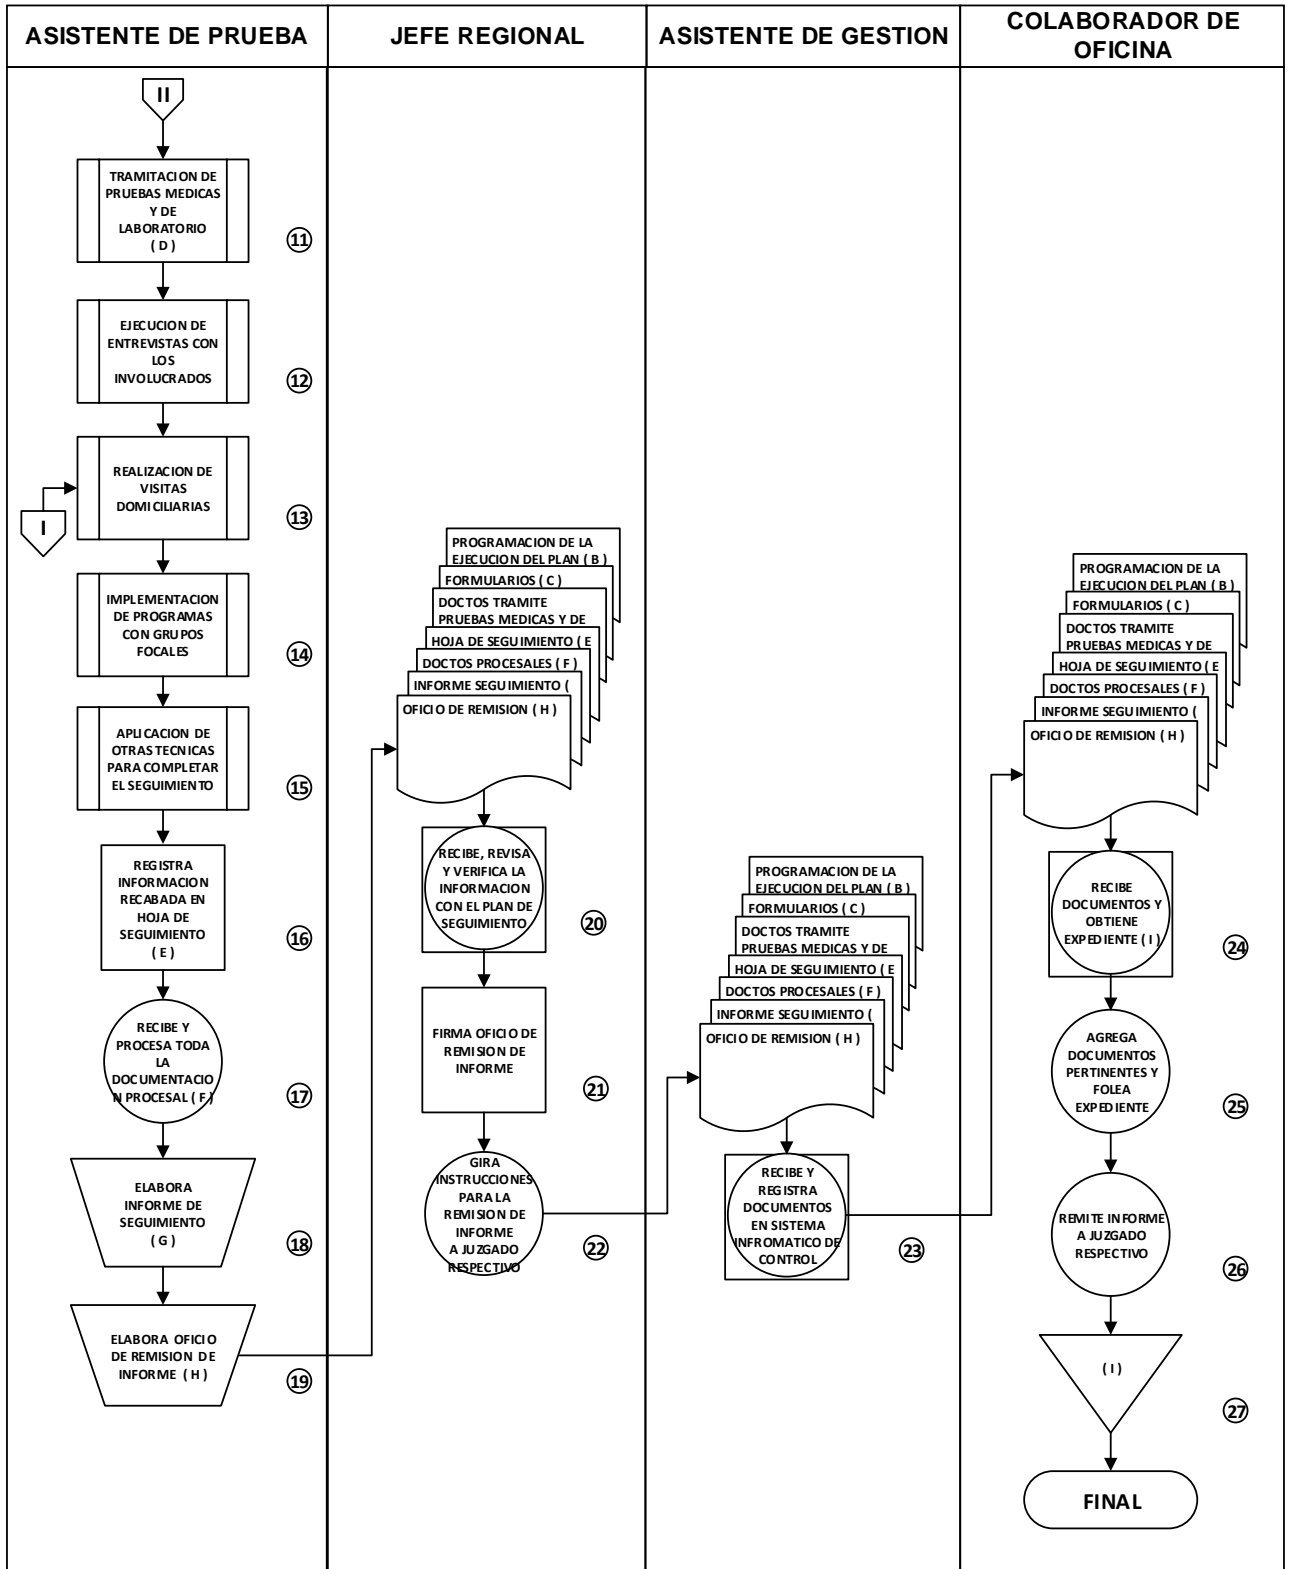 ASISTENTE DE PRUEBA
JEFE REGIONAL
ASISTENTE DE GESTION
COLABORADOR DE
OFICINA
II
TRAMITACION DE
PRUEBAS MEDICAS
Y DE
LABORATORIO
( D )
11
EJECUCION DE
ENTREVISTAS CON
LOS
INVOLUCRADOS
12
REALIZACION DE
VISITAS
DOMICILIARIAS
13
I
IMPLEMENTACION
DE PROGRAMAS
CON GRUPOS
FOCALES
14
APLICACION DE
OTRAS TECNICAS
PARA COMPLETAR
EL SEGUIMIENTO
15
REGISTRA
INFORMACION
RECABADA EN
HOJA DE
SEGUIMIENTO
( E )
16
RECIBE Y
PROCESA TODA
LA
DOCUMENTACIO
N PROCESAL ( F )
17
ELABORA
INFORME DE
SEGUIMIENTO
( G )
18
ELABORA OFICIO
DE REMISION DE
INFORME ( H )
19
PROGRAMACION DE LA
EJECUCION DEL PLAN ( B )
FORMULARIOS ( C )
DOCTOS TRAMITE
PRUEBAS MEDICAS Y DE
HOJA DE SEGUIMIENTO ( E
DOCTOS PROCESALES ( F )
INFORME SEGUIMIENTO (
OFICIO DE REMISION ( H )
RECIBE, REVISA
Y VERIFICA LA
INFORMACION
CON EL PLAN DE
SEGUIMIENTO
20
FIRMA OFICIO DE
REMISION DE
INFORME
21
GIRA
INSTRUCCIONES
PARA LA
REMISION DE
INFORME
A JUZGADO
RESPECTIVO
22
PROGRAMACION DE LA
EJECUCION DEL PLAN ( B )
FORMULARIOS ( C )
DOCTOS TRAMITE
PRUEBAS MEDICAS Y DE
HOJA DE SEGUIMIENTO ( E
DOCTOS PROCESALES ( F )
INFORME SEGUIMIENTO (
OFICIO DE REMISION ( H )
RECIBE Y
REGISTRA
DOCUMENTOS
EN SISTEMA
INFROMATICO DE
CONTROL
23
PROGRAMACION DE LA
EJECUCION DEL PLAN ( B )
FORMULARIOS ( C )
DOCTOS TRAMITE
PRUEBAS MEDICAS Y DE
HOJA DE SEGUIMIENTO ( E
DOCTOS PROCESALES ( F )
INFORME SEGUIMIENTO (
OFICIO DE REMISION ( H )
RECIBE
DOCUMENTOS Y
OBTIENE
EXPEDIENTE ( I )
24
AGREGA
DOCUMENTOS
PERTINENTES Y
FOLEA
EXPEDIENTE
25
REMITE INFORME
A JUZGADO
RESPECTIVO
26
( I )
27
FINAL